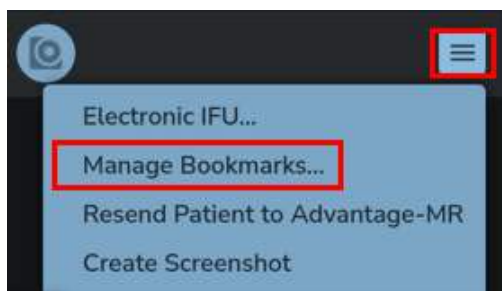 Electronic IFU...
Manage Bookmarks...
Resend Patient to Advantage-MR
Create Screenshot